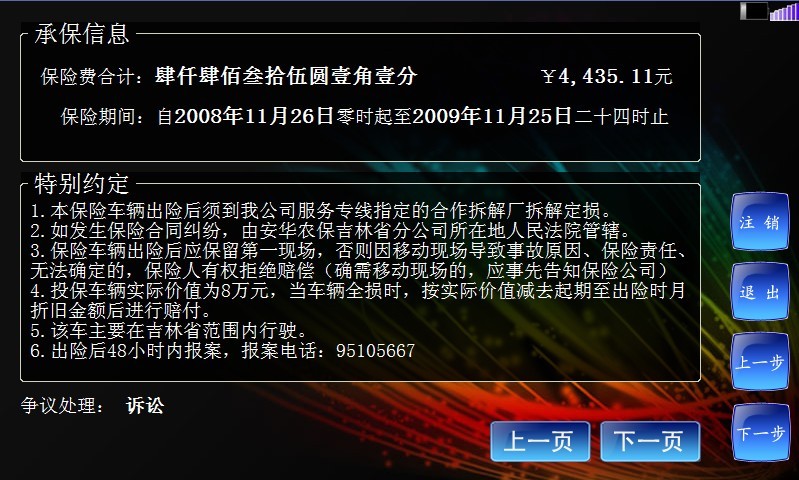 承保信息
保险费合计：肆仟肆佰叁拾伍圆壹角壹分 ￥4,435.11元
保险期间：自2008年11月26日零时起至2009年11月25日二十四时止
特别约定
1.本保险车辆出险后须到我公司服务专线指定的合作拆解厂拆解定损。
2.如发生保险合同纠纷，由安华农保吉林省分公司所在地人民法院管辖。
3.保险车辆出险后应保留第一现场，否则因移动现场导致事故原因、保险责任、
无法确定的，保险人有权拒绝赔偿（确需移动现场的，应事先告知保险公司）
4.投保车辆实际价值为8万元，当车辆全损时，按实际价值减去起期至出险时月
折旧金额后进行赔付。
5.该车主要在吉林省范围内行驶。
6.出险后48小时内报案，报案电话：95105667
争议处理： 诉讼
上一页 下一页
注 销
退 出
上一步
下一步